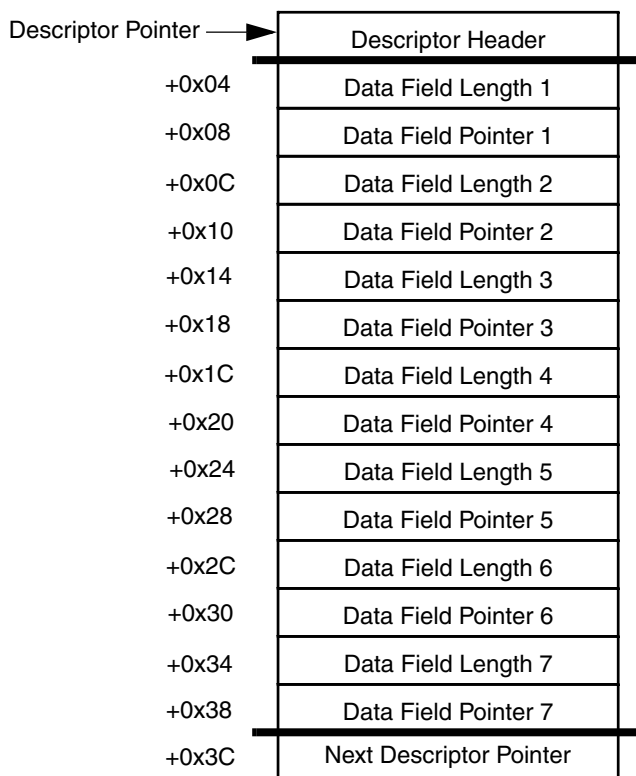 Descriptor Pointer Descriptor Header
+0x04 Data Field Length 1
+0x08 Data Field Pointer 1
+0x0C Data Field Length 2
+0x10 Data Field Pointer 2
+0x14 Data Field Length 3
+0x18 Data Field Pointer 3
+0x1C Data Field Length 4
+0x20 Data Field Pointer 4
+0x24 Data Field Length 5
+0x28 Data Field Pointer 5
+0x2C Data Field Length 6
+0x30 Data Field Pointer 6
+0x34 Data Field Length 7
+0x38 Data Field Pointer 7
+0x3C Next Descriptor Pointer